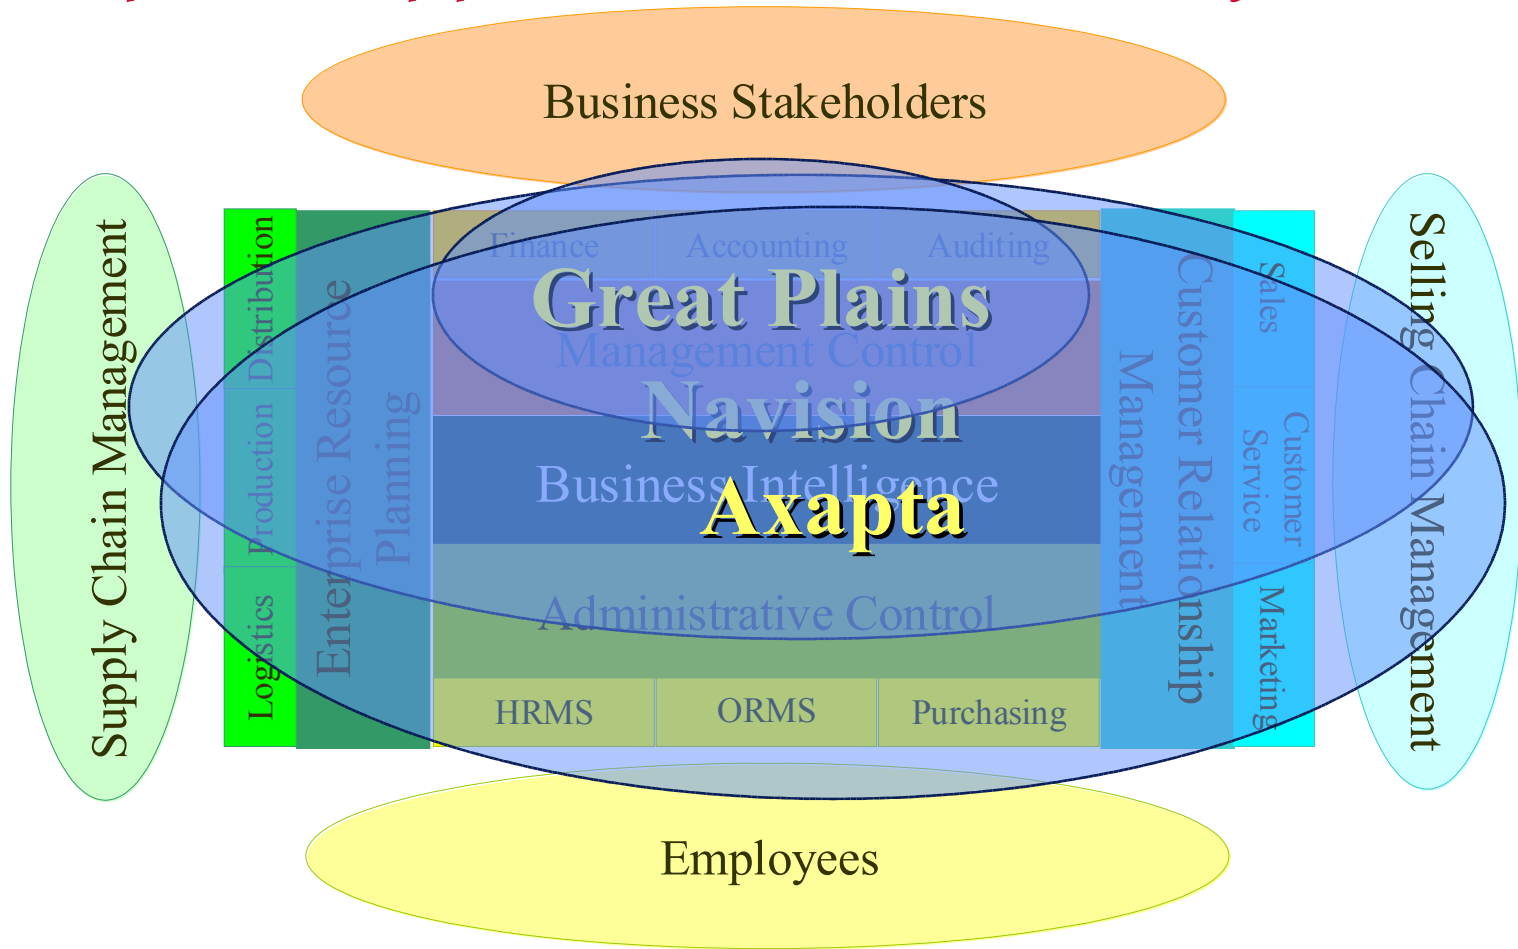 Business Stakeholders
Supply Chain Management
Distribution
Production
Logistics
Enterprise Resource
Planning
Finance
Accounting
Auditing
Great Plains
Management Control
Navision
Business Intelligence
Axapta
Administrative Control
HRMS
ORMS
Purchasing
Customer Relationship
Management
Sales
Customer
Service
Marketing
Selling Chain Management
Employees